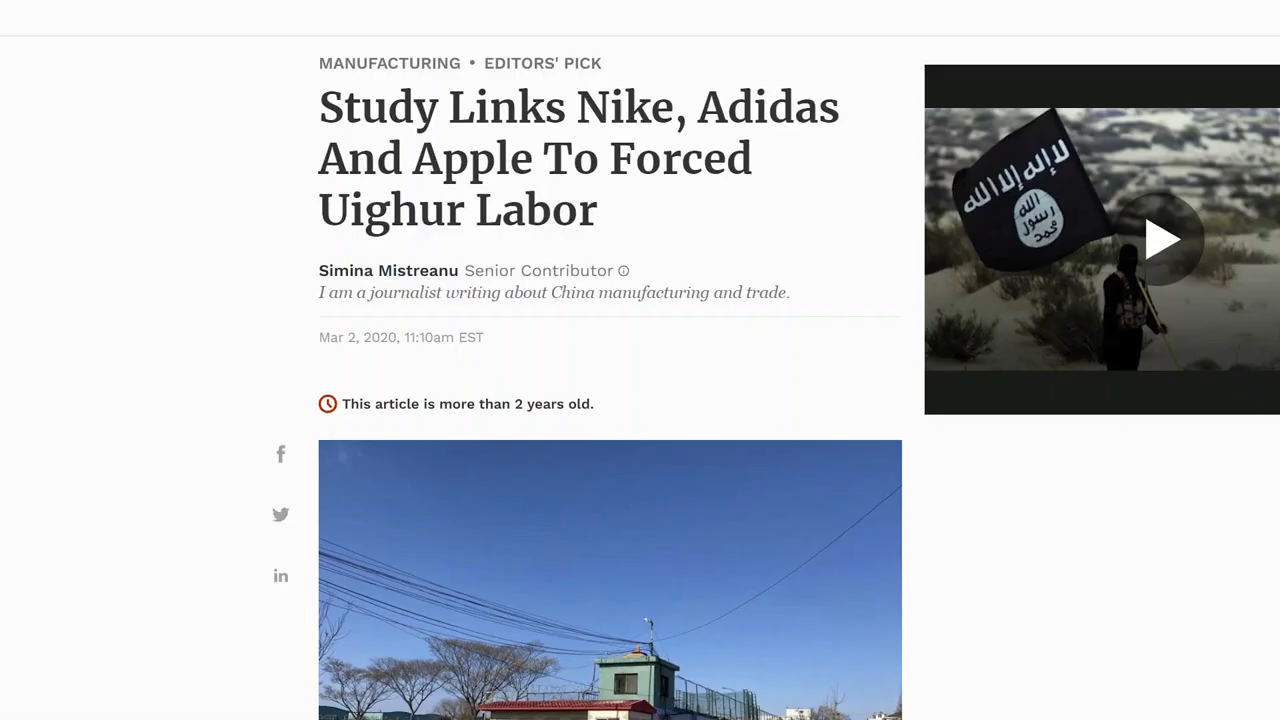 MANUFACTURING • EDITORS' PICK
Study Links Nike, Adidas
And Apple To Forced
Uighur Labor
Simina Mistreanu Senior Contributor
I am a journalist writing about China manufacturing and trade.
Mar 2, 2020, 11:10am EST
This article is more than 2 years old.
لا إله إلا الله
الله
رسول
محمد